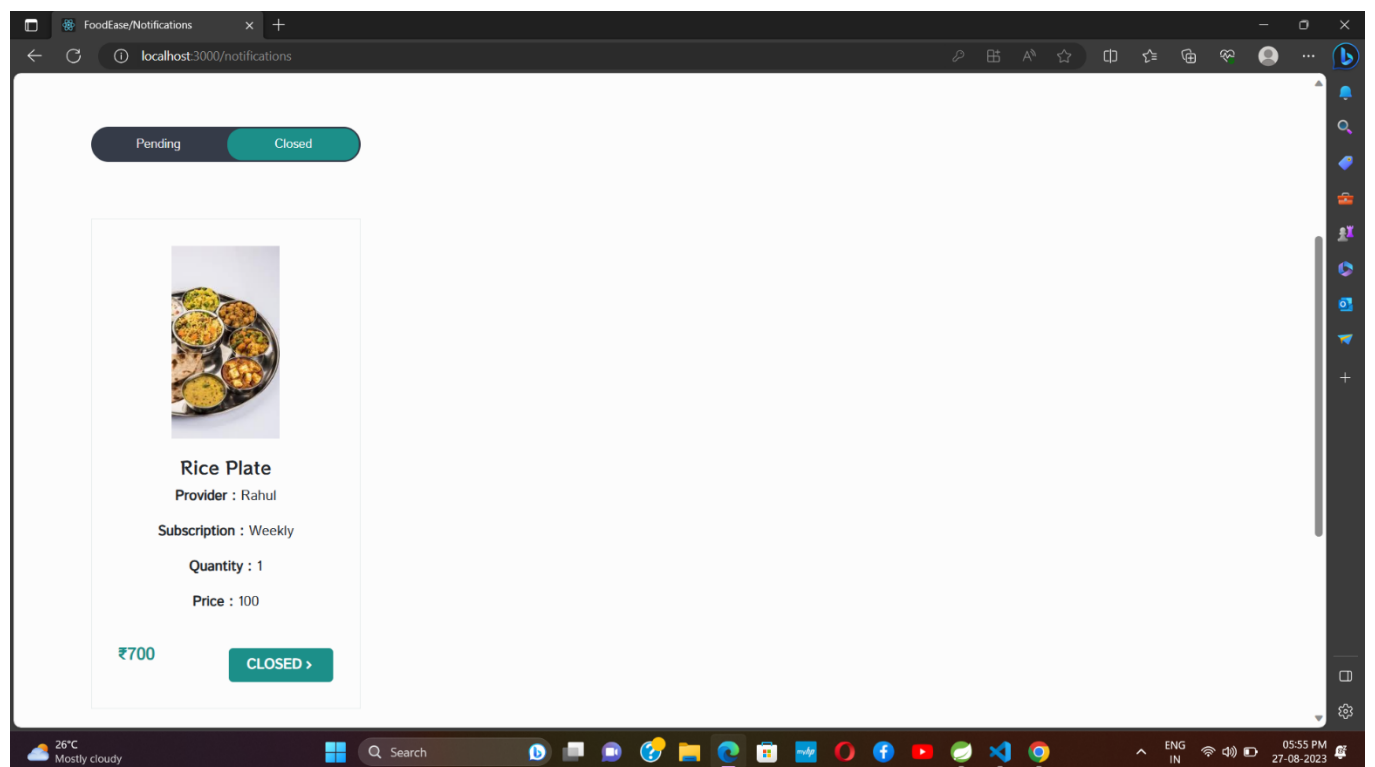 FoodEase/Notifications
localhost:3000/notifications
Pending
Closed
Rice Plate
Provider : Rahul
Subscription : Weekly
Quantity : 1
Price : 100
₹700
CLOSED ›
26°C
Mostly cloudy
Search
myhp
ENG
IN
05:55 PM
27-08-2023